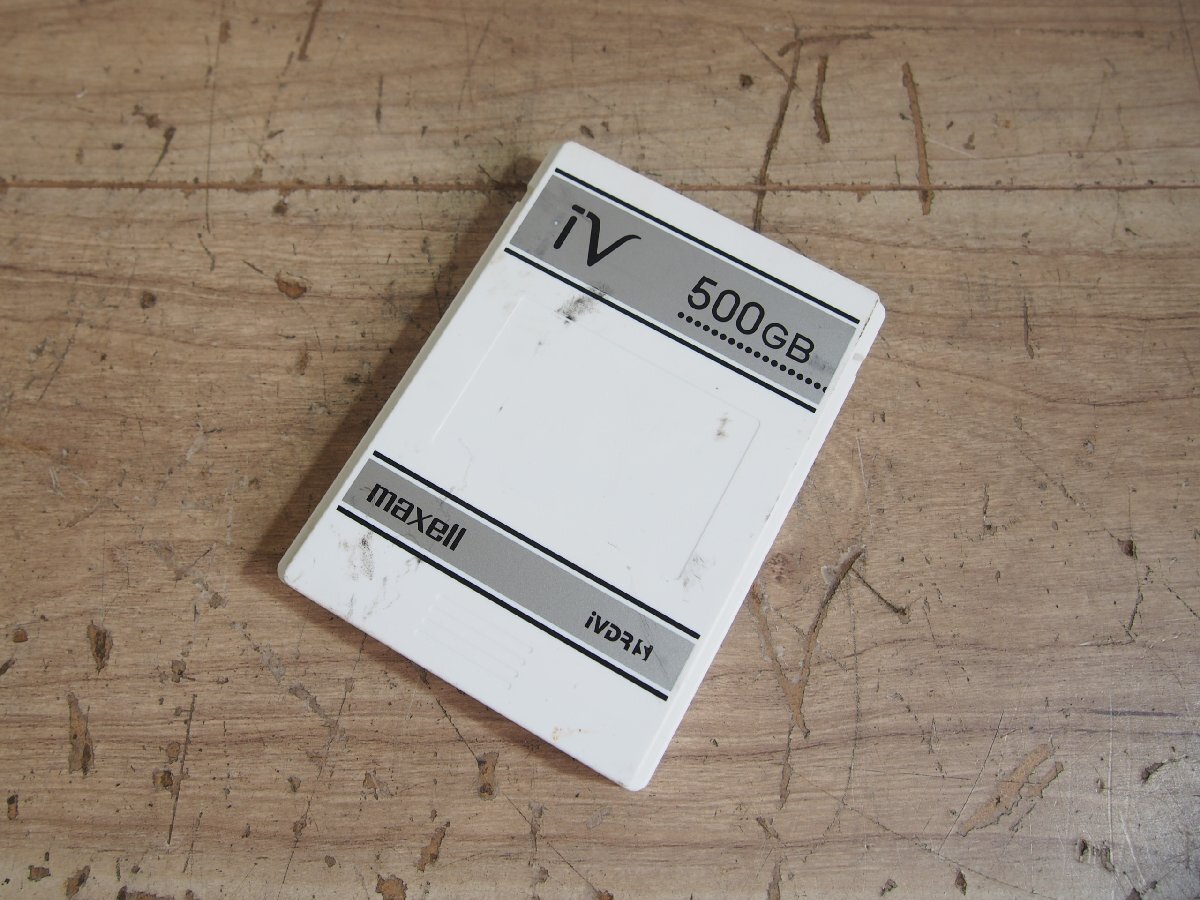 iV
500GB
maxell
iVDR-S